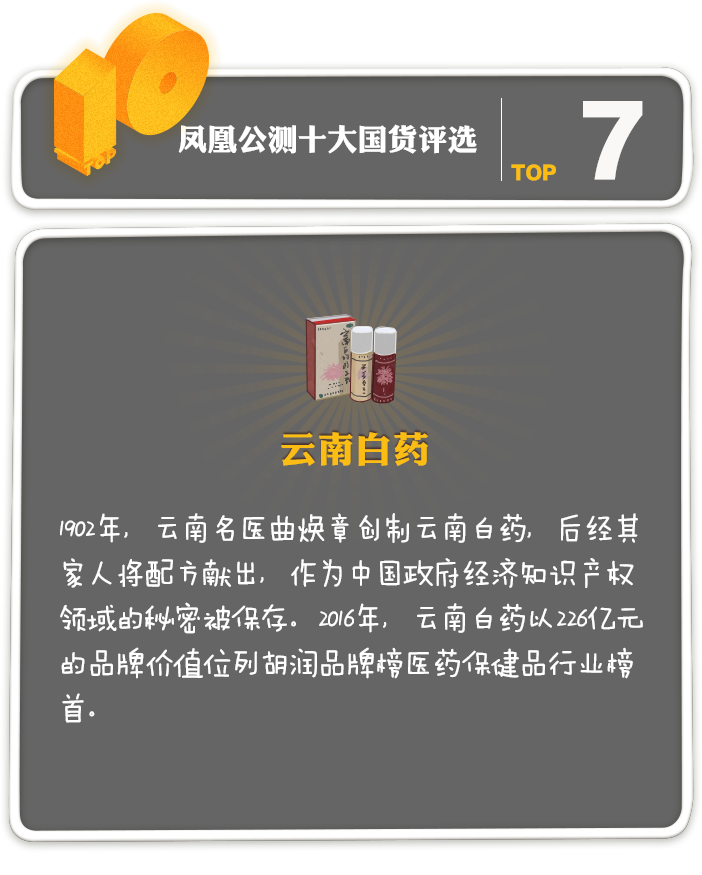 TOP
凤凰公测十大国货评选
TOP
7
云南白药
1902年, 云南名医曲焕章创制云南白药, 后经其
家人将配方献出, 作为中国政府经济知识产权
领域的秘密被保存。2016年, 云南白药以226亿元
的品牌价值位列胡润品牌榜医药保健品行业榜
首。